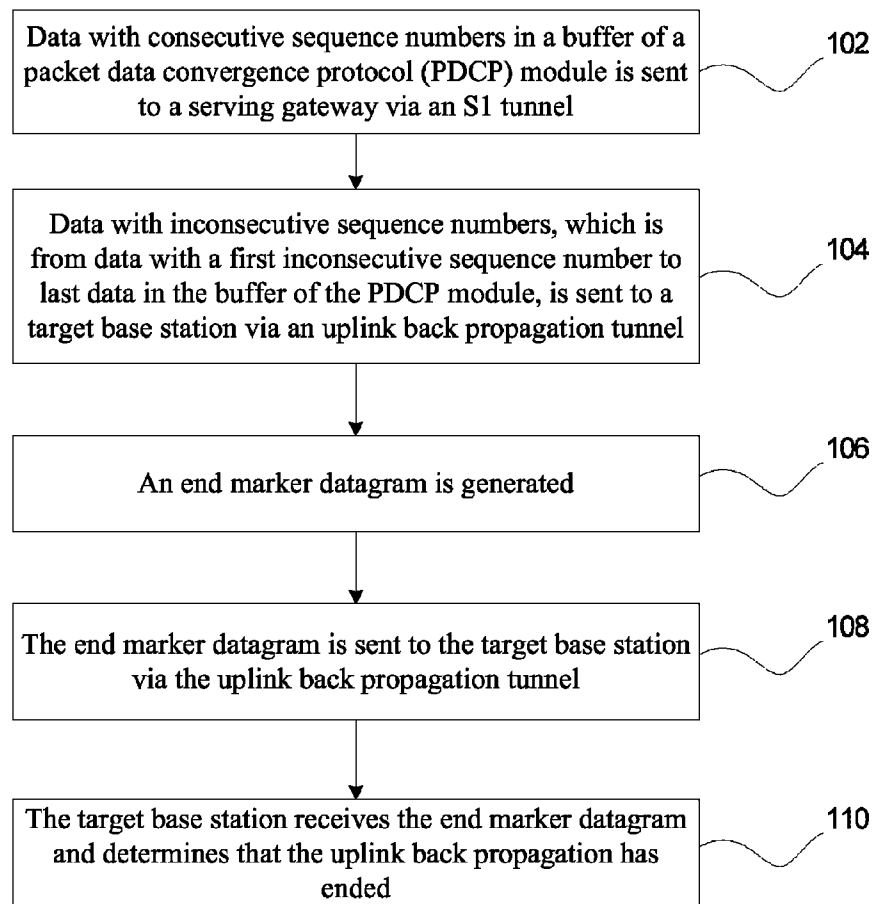 Data with consecutive sequence numbers in a buffer of a
packet data convergence protocol (PDCP) module is sent
to a serving gateway via an S1 tunnel
102
Data with inconsecutive sequence numbers, which is
from data with a first inconsecutive sequence number to
last data in the buffer of the PDCP module, is sent to a
target base station via an uplink back propagation tunnel
104
An end marker datagram is generated
106
The end marker datagram is sent to the target base station
via the uplink back propagation tunnel
108
The target base station receives the end marker datagram
and determines that the uplink back propagation has
ended
110